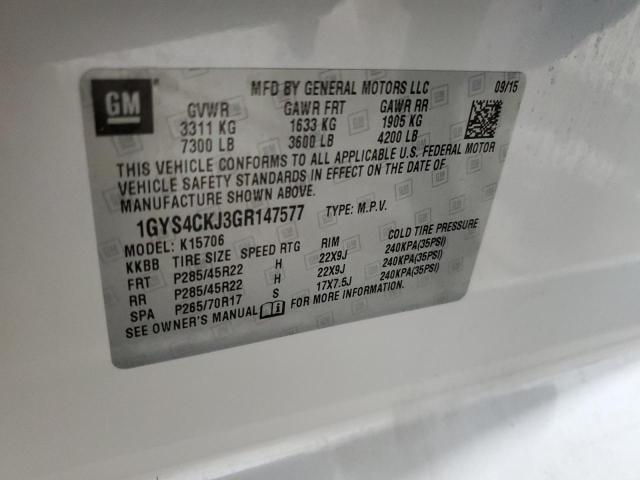 GM
MFD BY GENERAL MOTORS LLC 09/15
GVWR GAWR FRT GAWR RR
3311 KG 1633 KG 1905 KG
7300 LB 3600 LB 4200 LB
THIS VEHICLE CONFORMS TO ALL APPLICABLE U.S. FEDERAL MOTOR
VEHICLE SAFETY STANDARDS IN EFFECT ON THE DATE OF
MANUFACTURE SHOWN ABOVE.
1GYS4CKJ3GR147577 TYPE: M.P.V.
MODEL: K15706
KKBB TIRE SIZE SPEED RTG RIM COLD TIRE PRESSURE
FRT P285/45R22 H 22X9J 240KPA(35PSI)
RR P285/45R22 H 22X9J 240KPA(35PSI)
SPA P265/70R17 S 17X7.5J 240KPA(35PSI)
SEE OWNER'S MANUAL FOR MORE INFORMATION.